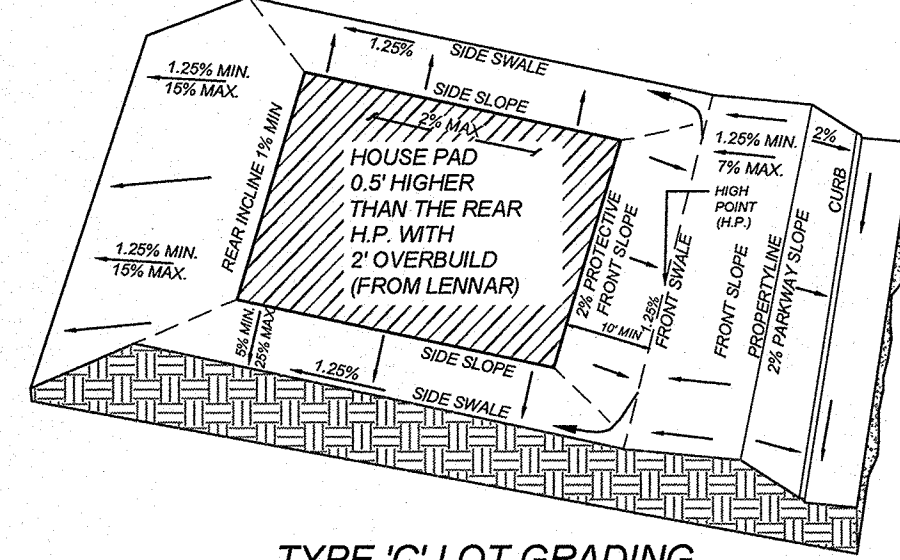 1.25%
SIDE SWALE
1.25% MIN.
15% MAX.
SIDE SLOPE
2% MAX
2%
1.25% MIN.
7% MAX.
HOUSE PAD
0.5' HIGHER
THAN THE REAR
H.P. WITH
2' OVERBUILD
(FROM LENNAR)
REAR INCLINE 1% MIN
HIGH
POINT
(H.P.)
CURB
2% PROTECTIVE
FRONT SLOPE
1.25%
FRONT SWALE
FRONT SLOPE
PROPERTYLINE
2% PARKWAY SLOPE
1.25% MIN.
15% MAX.
10' MIN
5% MIN.
25% MAX
SIDE SLOPE
1.25%
SIDE SWALE
TYPE 'C' LOT GRADING